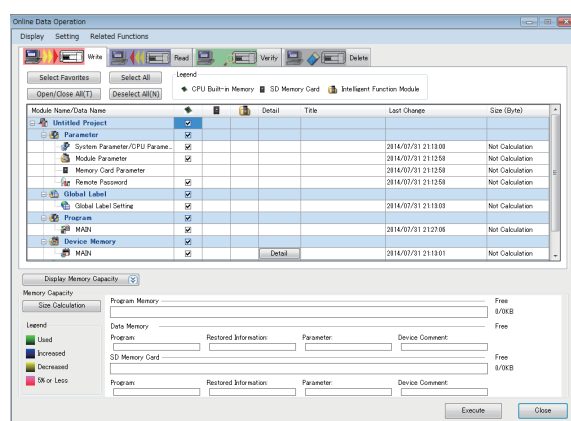 Online Data Operation
Display Setting Related Functions
Write Read Verify Delete
Select Favorites Select All Legend
CPU Built-in Memory SD Memory Card Intelligent Function Module
Open/Close All(T) Deselect All(N)
Module Name/Data Name Detail Title Last Change Size (Byte)
Untitled Project
Parameter
System Parameter/CPU Parame... 2014/07/31 21:13:00 Not Calculation
Module Parameter 2014/07/31 21:12:58 Not Calculation
Memory Card Parameter 2014/07/31 21:12:58 Not Calculation
Remote Password 2014/07/31 21:12:58 Not Calculation
Global Label
Global Label Setting 2014/07/31 21:13:03 Not Calculation
Program
MAIN 2014/07/31 21:27:06 Not Calculation
Device Memory
MAIN Detail 2014/07/31 21:13:01 Not Calculation
Display Memory Capacity
Memory Capacity
Size Calculation
Legend
Used
Increased
Decreased
5% or Less
Program Memory Free
0/0KB
Data Memory Free
Program: Restored Information: Parameter: Device Comment:
SD Memory Card Free
0/0KB
Program: Restored Information: Parameter: Device Comment:
Execute Close